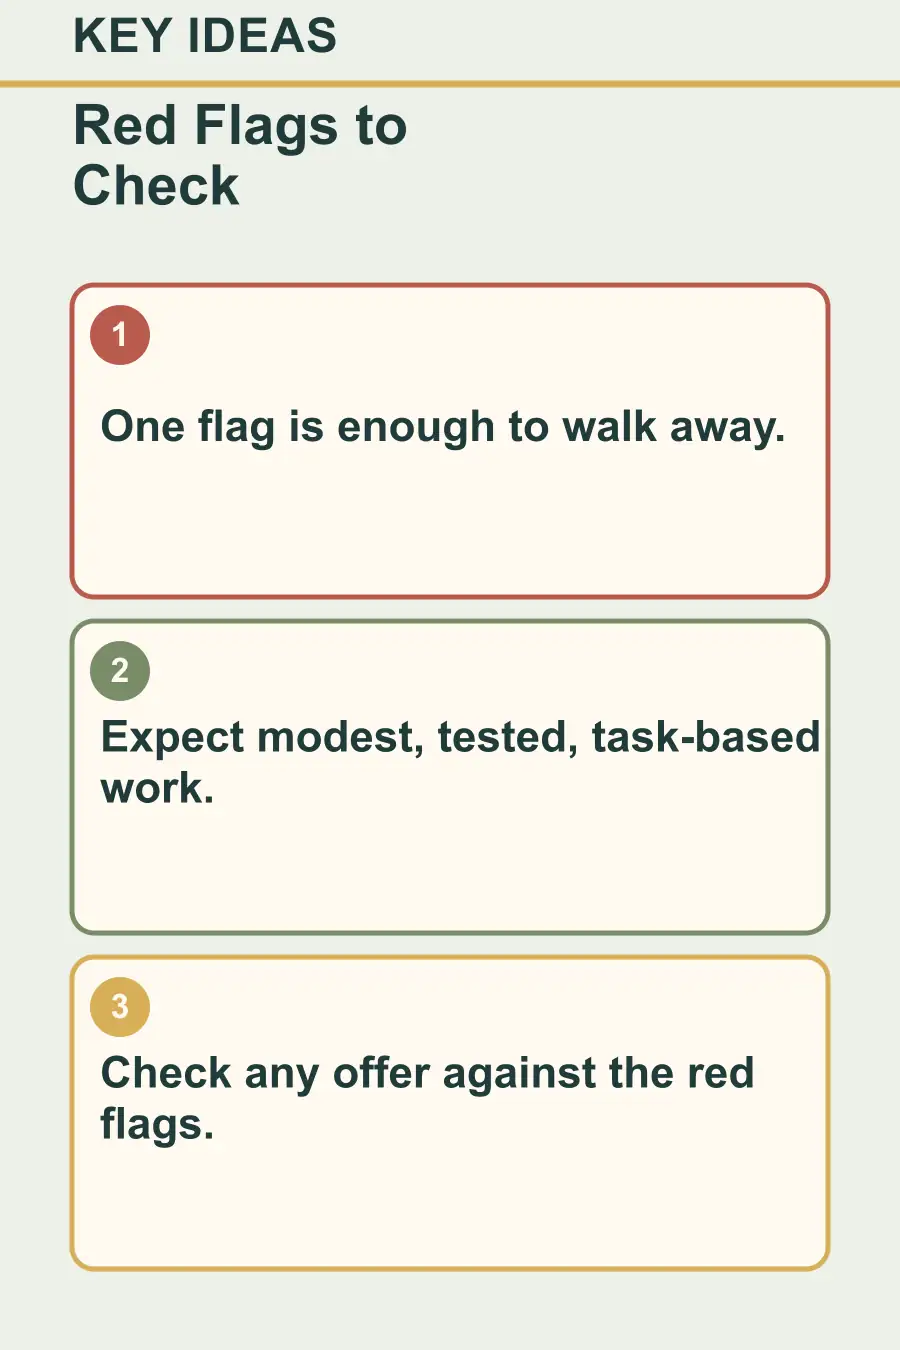 KEY IDEAS
Red Flags to
Check
1
One flag is enough to walk away.
2
Expect modest, tested, task-based
work.
3
Check any offer against the red
flags.